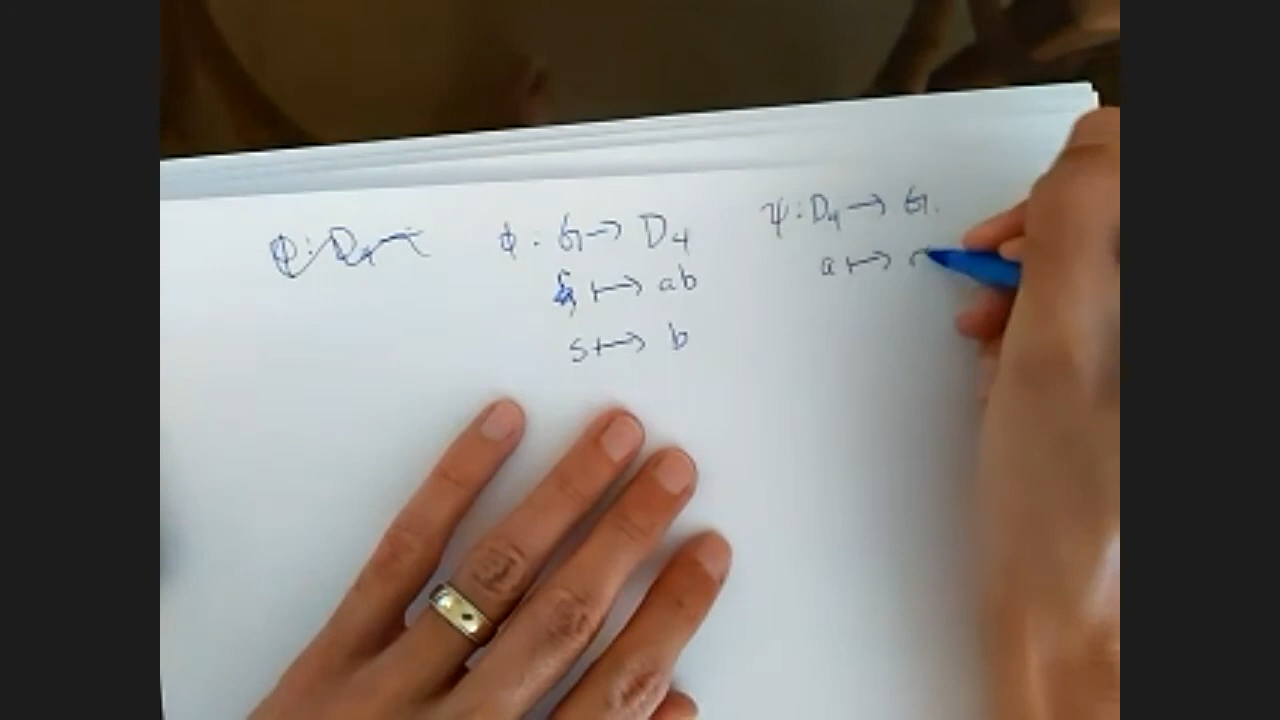 ϕ : G → D₄
↦ ab
s ↦ b
ψ : D₄ → G.
a ↦